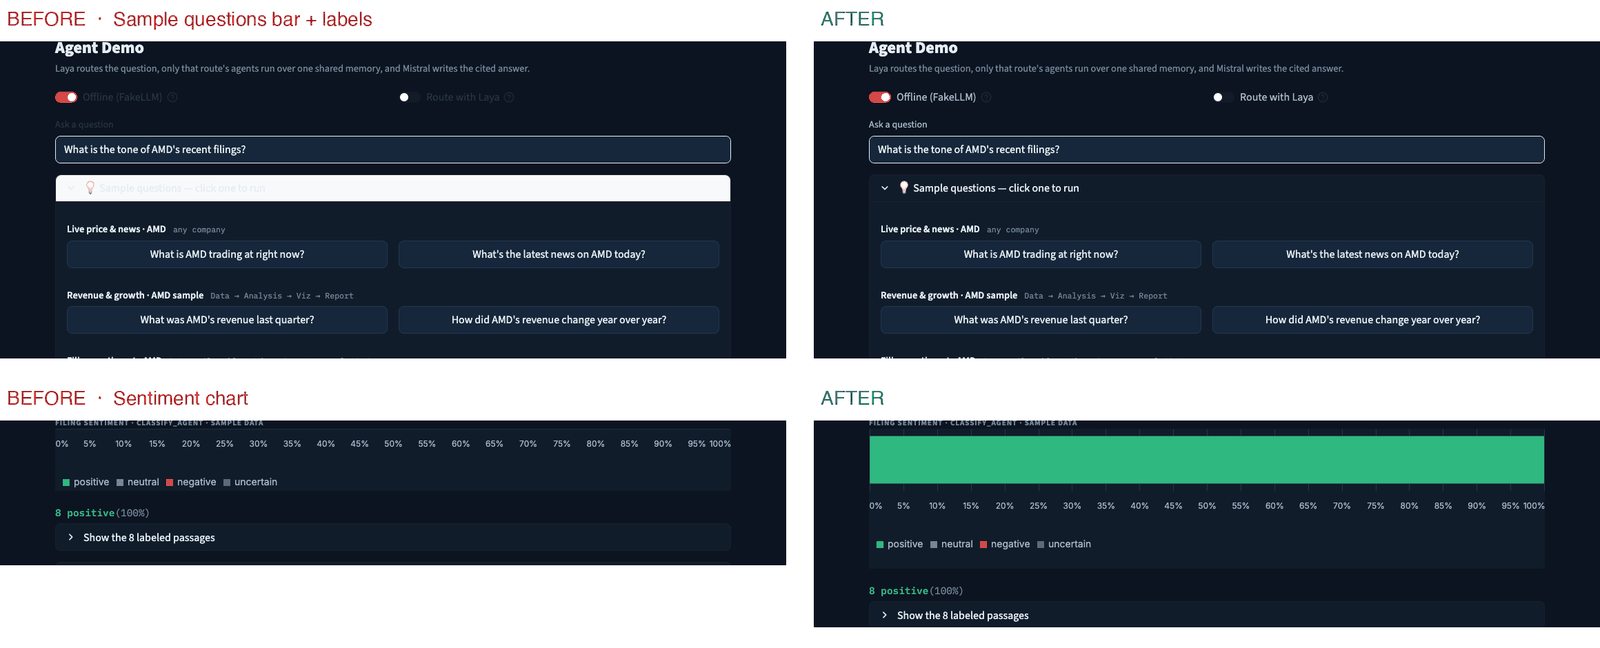 BEFORE · Sample questions bar + labels
Agent Demo
Laya routes the question, only that route's agents run over one shared memory, and Mistral writes the cited answer.
Offline (FakeLLM) ?
Route with Laya ?
Ask a question
What is the tone of AMD's recent filings?
Sample questions — click one to run
Live price & news · AMD any company
What is AMD trading at right now?
What's the latest news on AMD today?
Revenue & growth · AMD sample Data → Analysis → Viz → Report
What was AMD's revenue last quarter?
How did AMD's revenue change year over year?
AFTER
Agent Demo
Laya routes the question, only that route's agents run over one shared memory, and Mistral writes the cited answer.
Offline (FakeLLM) ?
Route with Laya ?
Ask a question
What is the tone of AMD's recent filings?
Sample questions — click one to run
Live price & news · AMD any company
What is AMD trading at right now?
What's the latest news on AMD today?
Revenue & growth · AMD sample Data → Analysis → Viz → Report
What was AMD's revenue last quarter?
How did AMD's revenue change year over year?
BEFORE · Sentiment chart
FILING SENTIMENT · CLASSIFY_AGENT · SAMPLE DATA
0% 5% 10% 15% 20% 25% 30% 35% 40% 45% 50% 55% 60% 65% 70% 75% 80% 85% 90% 95% 100%
positive neutral negative uncertain
8 positive(100%)
Show the 8 labeled passages
AFTER
FILING SENTIMENT · CLASSIFY_AGENT · SAMPLE DATA
0% 5% 10% 15% 20% 25% 30% 35% 40% 45% 50% 55% 60% 65% 70% 75% 80% 85% 90% 95% 100%
positive neutral negative uncertain
8 positive(100%)
Show the 8 labeled passages